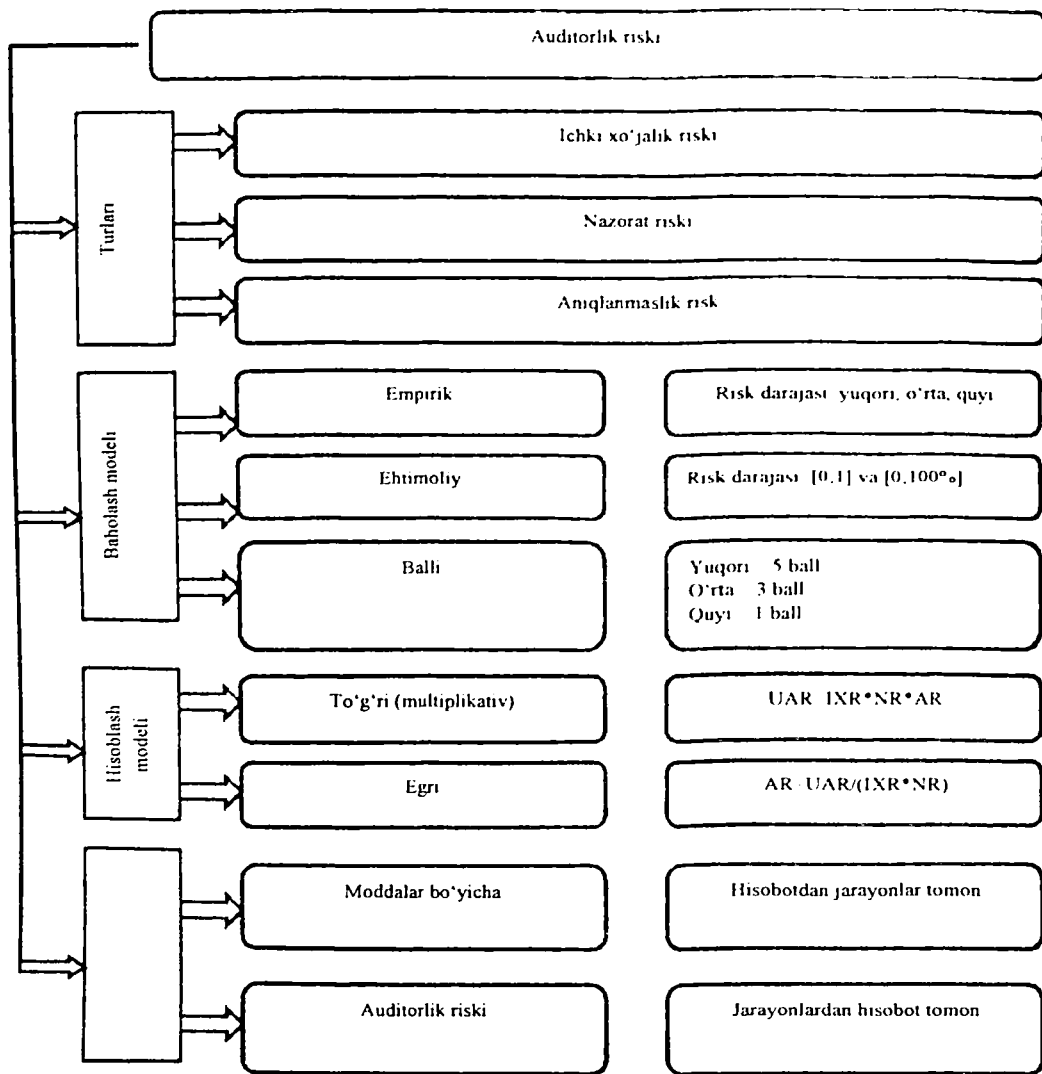 Auditorlik riski
Turlari
Ichki xo‘jalik riski
Nazorat riski
Aniqlanmaslik risk
Baholash modeli
Empirik
Risk darajasi yuqori, o‘rta, quyi
Ehtimoliy
Risk darajasi [0,1] va [0,100%]
Balli
Yuqori 5 ball
O‘rta 3 ball
Quyi 1 ball
Hisoblash
modeli
To‘g‘ri (multiplikativ)
UAR IXR*NR*AR
Egri
AR UAR/(IXR*NR)
Moddalar bo‘yicha
Hisobotdan jarayonlar tomon
Auditorlik riski
Jarayonlardan hisobot tomon